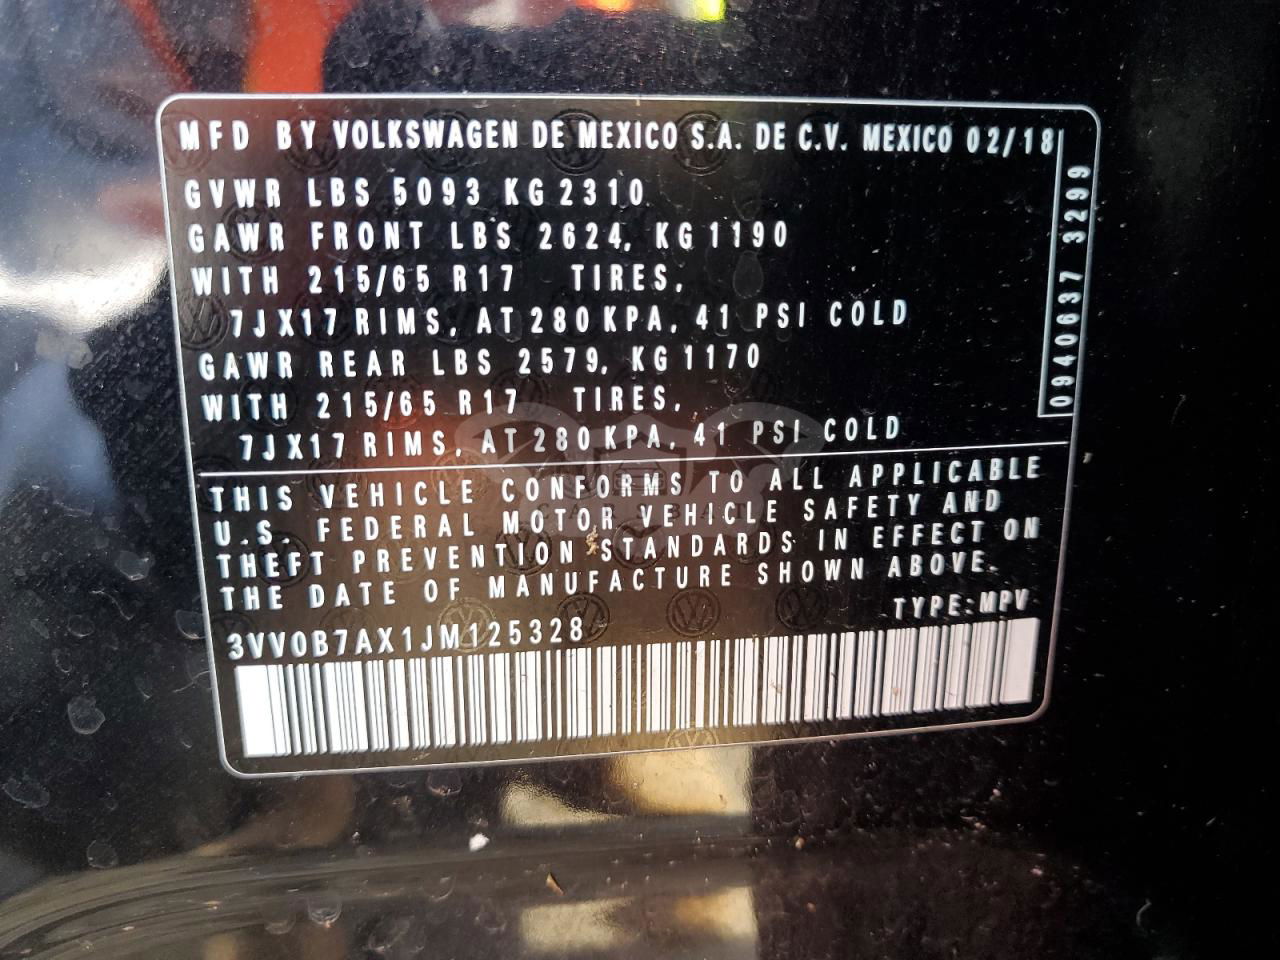 MFD BY VOLKSWAGEN DE MEXICO S.A. DE C.V. MEXICO 02/18
GVWR LBS 5093 KG 2310
GAWR FRONT LBS 2624, KG 1190
WITH 215/65 R17 TIRES,
7JX17 RIMS, AT 280 KPA, 41 PSI COLD
GAWR REAR LBS 2579, KG 1170
WITH 215/65 R17 TIRES,
7JX17 RIMS, AT 280 KPA, 41 PSI COLD
0940637 3299
THIS VEHICLE CONFORMS TO ALL APPLICABLE
U.S. FEDERAL MOTOR VEHICLE SAFETY AND
THEFT PREVENTION STANDARDS IN EFFECT ON
THE DATE OF MANUFACTURE SHOWN ABOVE.
TYPE:MPV
3VV0B7AX1JM125328